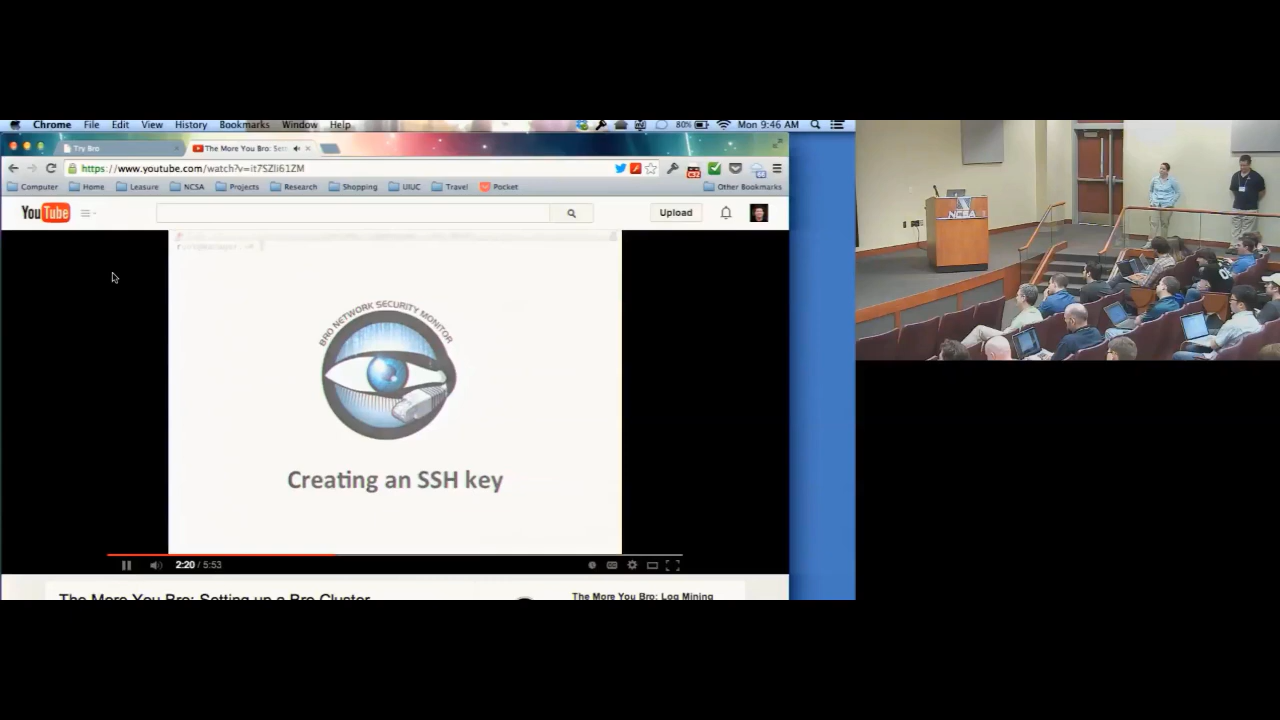 Chrome File Edit View History Bookmarks Window Help 80% Mon 9:46 AM
Try Bro
The More You Bro: Sett
https://www.youtube.com/watch?v=it7SZli61ZM
Computer Home Leasure NCSA Projects Research Shopping UIUC Travel Pocket Other Bookmarks
YouTube Upload
BRO NETWORK SECURITY MONITOR
Creating an SSH key
2:20 / 5:53
The More You Bro: Setting up a Bro Cluster
The More You Bro: Log Mining
NCSA